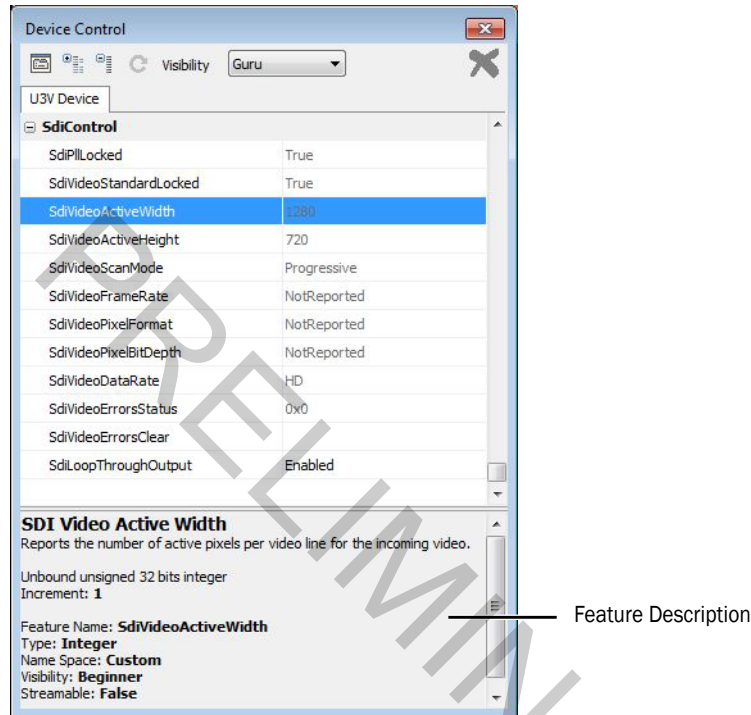 Device Control
Visibility Guru
U3V Device
SdiControl
SdiPllLocked True
SdiVideoStandardLocked True
SdiVideoActiveWidth 1280
SdiVideoActiveHeight 720
SdiVideoScanMode Progressive
SdiVideoFrameRate NotReported
SdiVideoPixelFormat NotReported
SdiVideoPixelBitDepth NotReported
SdiVideoDataRate HD
SdiVideoErrorsStatus 0x0
SdiVideoErrorsClear
SdiLoopThroughOutput Enabled
SDI Video Active Width
Reports the number of active pixels per video line for the incoming video.
Unbound unsigned 32 bits integer
Increment: 1
Feature Name: SdiVideoActiveWidth
Type: Integer
Name Space: Custom
Visibility: Beginner
Streamable: False
Feature Description
PRELIMIN